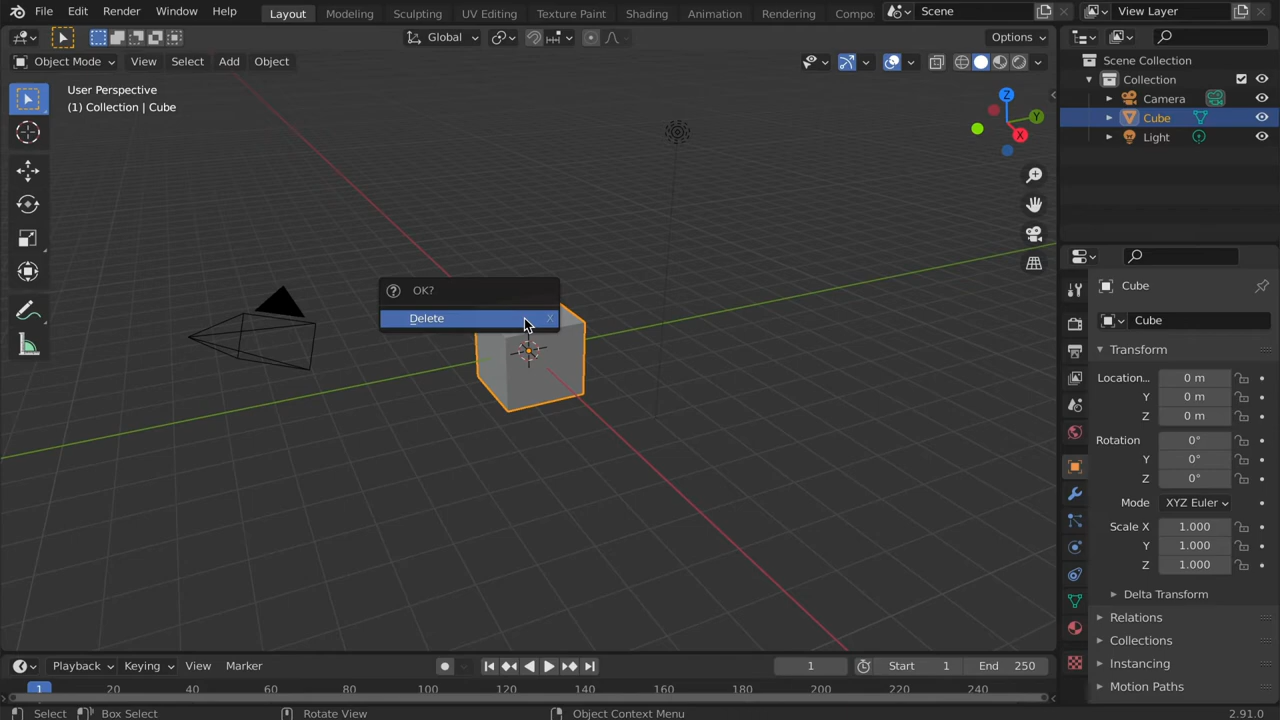 File Edit Render Window Help Layout Modeling Sculpting UV Editing Texture Paint Shading Animation Rendering Compo Scene View Layer
Global Options
Object Mode View Select Add Object
User Perspective
(1) Collection | Cube
Z
Y
X
OK?
Delete X
Scene Collection
Collection
Camera
Cube
Light
Cube
Cube
Transform
Location... 0 m
Y 0 m
Z 0 m
Rotation 0°
Y 0°
Z 0°
Mode XYZ Euler
Scale X 1.000
Y 1.000
Z 1.000
Delta Transform
Relations
Collections
Instancing
Motion Paths
Playback Keying View Marker 1 Start 1 End 250
1 20 40 60 80 100 120 140 160 180 200 220 240
Select Box Select Rotate View Object Context Menu 2.91.0